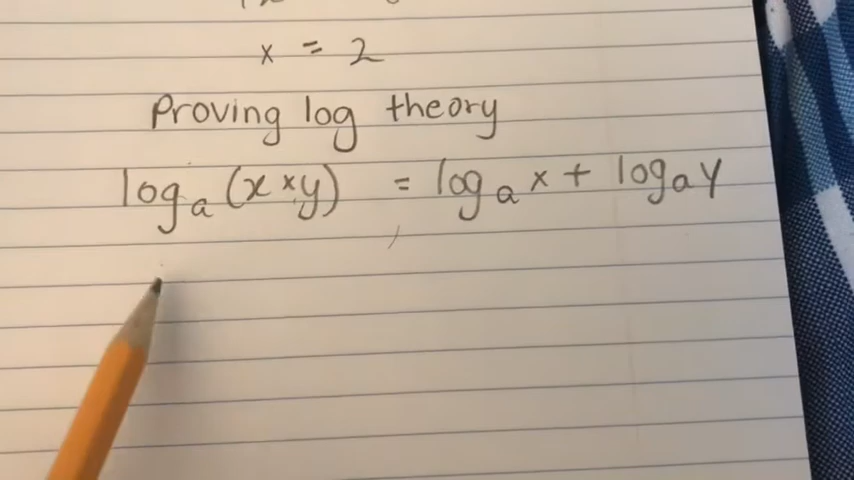 x = 2
Proving log theory
logₐ (x × y) = logₐ x + logₐ y